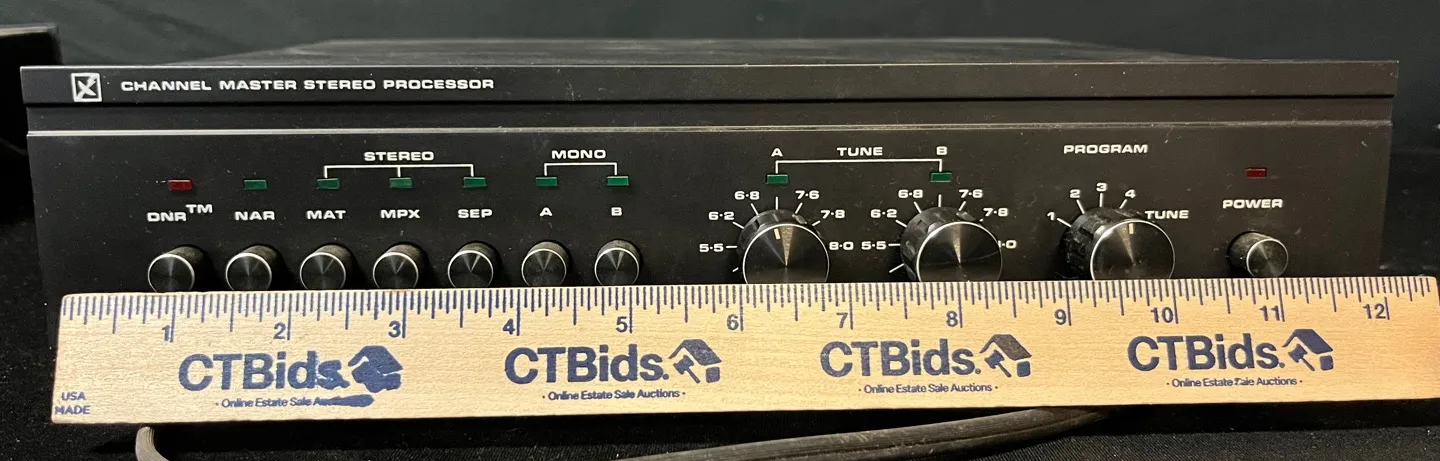 CHANNEL MASTER STEREO PROCESSOR
STEREO
MONO
DNR™ NAR MAT MPX SEP A B
A TUNE B
5·5 6·2 6·8 7·6 7·8 8·0
5·5 6·2 6·8 7·6 7·8
PROGRAM
1 2 3 4 TUNE
POWER
1 2 3 4 5 6 7 8 9 10 11 12
CTBids. CTBids. CTBids. CTBids.
· Online Estate Sale · Online Estate Sale Auctions · · Online Estate Sale Auctions · · Online Estate Sale Auctions ·
USA
MADE